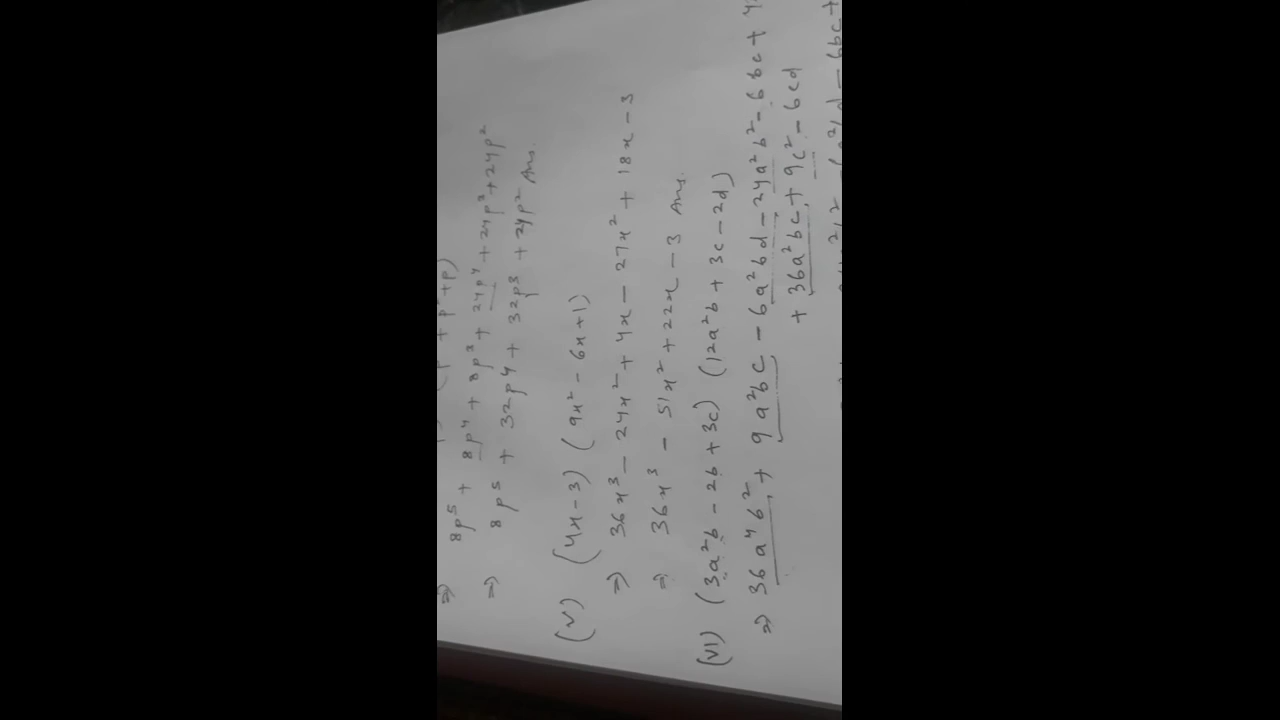 ⇒ 8p⁵ + 8p⁴ + 8p³ + 24p⁴ + 24p³ + 24p²
⇒ 8p⁵ + 32p⁴ + 32p³ + 24p² Ans.
(V) (4x-3) (9x² - 6x+1)
⇒ 36x³ - 24x² + 4x - 27x² + 18x - 3
⇒ 36x³ - 51x² + 22x - 3 Ans.
(VI) (3a²b - 2b + 3c) (12a²b + 3c - 2d)
⇒ 36a⁴b² + 9a²bc - 6a²bd - 24a²b² - 6bc + 4
+ 36a²bc + 9c² - 6cd